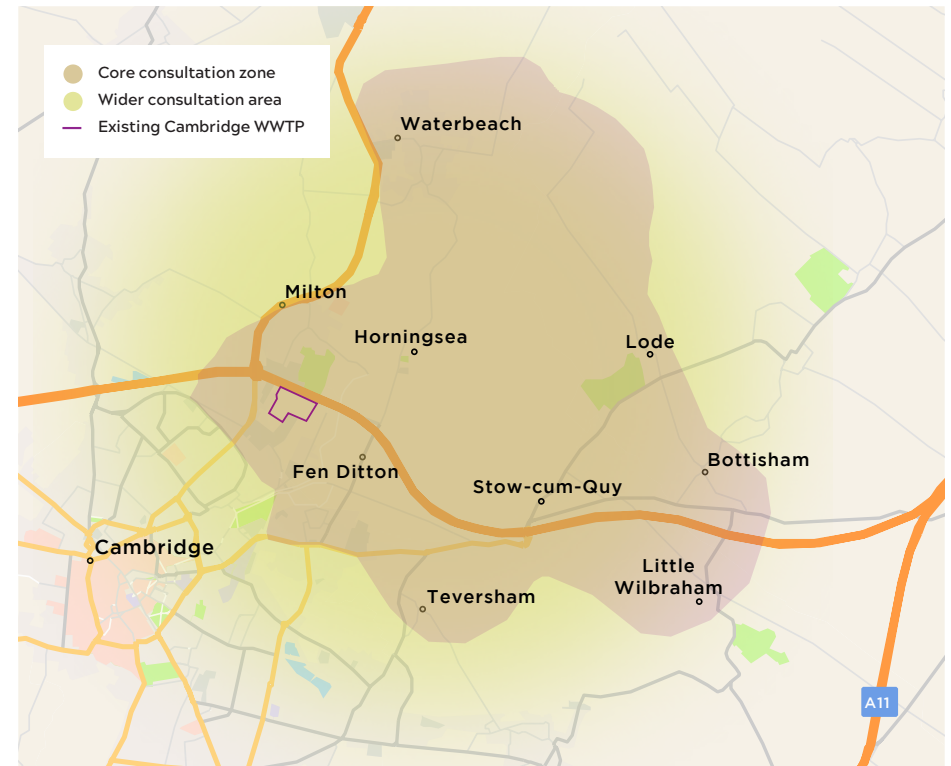 Core consultation zone
Wider consultation area
Existing Cambridge WWTP
Waterbeach
Milton
Horningsea
Lode
Fen Ditton
Bottisham
Stow-cum-Quy
Cambridge
Little
Wilbraham
Teversham
A11